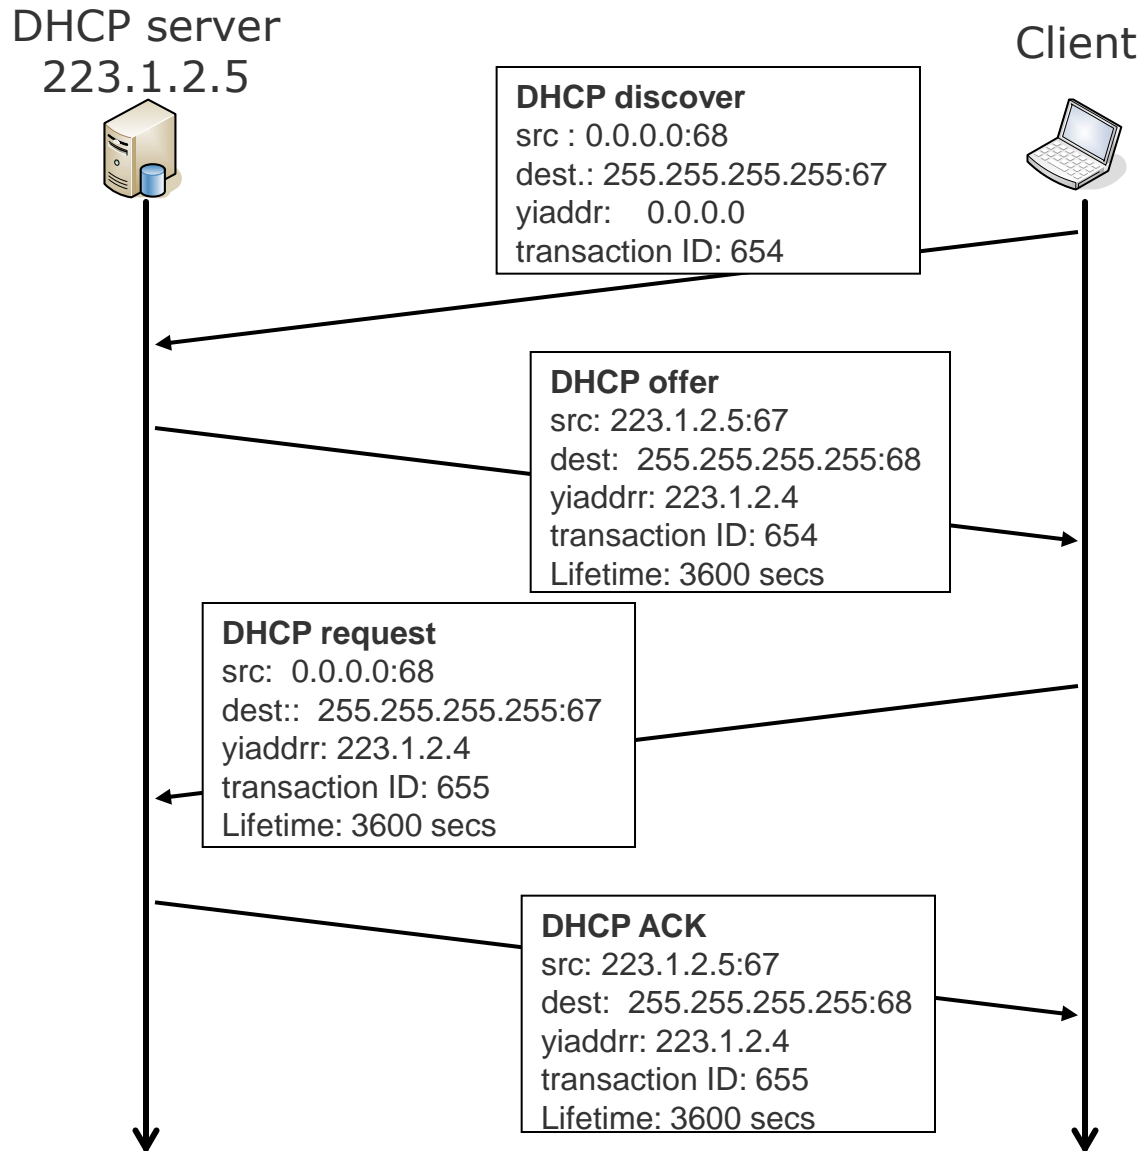 DHCP server
223.1.2.5
Client
DHCP discover
src : 0.0.0.0:68
dest.: 255.255.255.255:67
yiaddr: 0.0.0.0
transaction ID: 654
DHCP offer
src: 223.1.2.5:67
dest: 255.255.255.255:68
yiaddrr: 223.1.2.4
transaction ID: 654
Lifetime: 3600 secs
DHCP request
src: 0.0.0.0:68
dest:: 255.255.255.255:67
yiaddrr: 223.1.2.4
transaction ID: 655
Lifetime: 3600 secs
DHCP ACK
src: 223.1.2.5:67
dest: 255.255.255.255:68
yiaddrr: 223.1.2.4
transaction ID: 655
Lifetime: 3600 secs